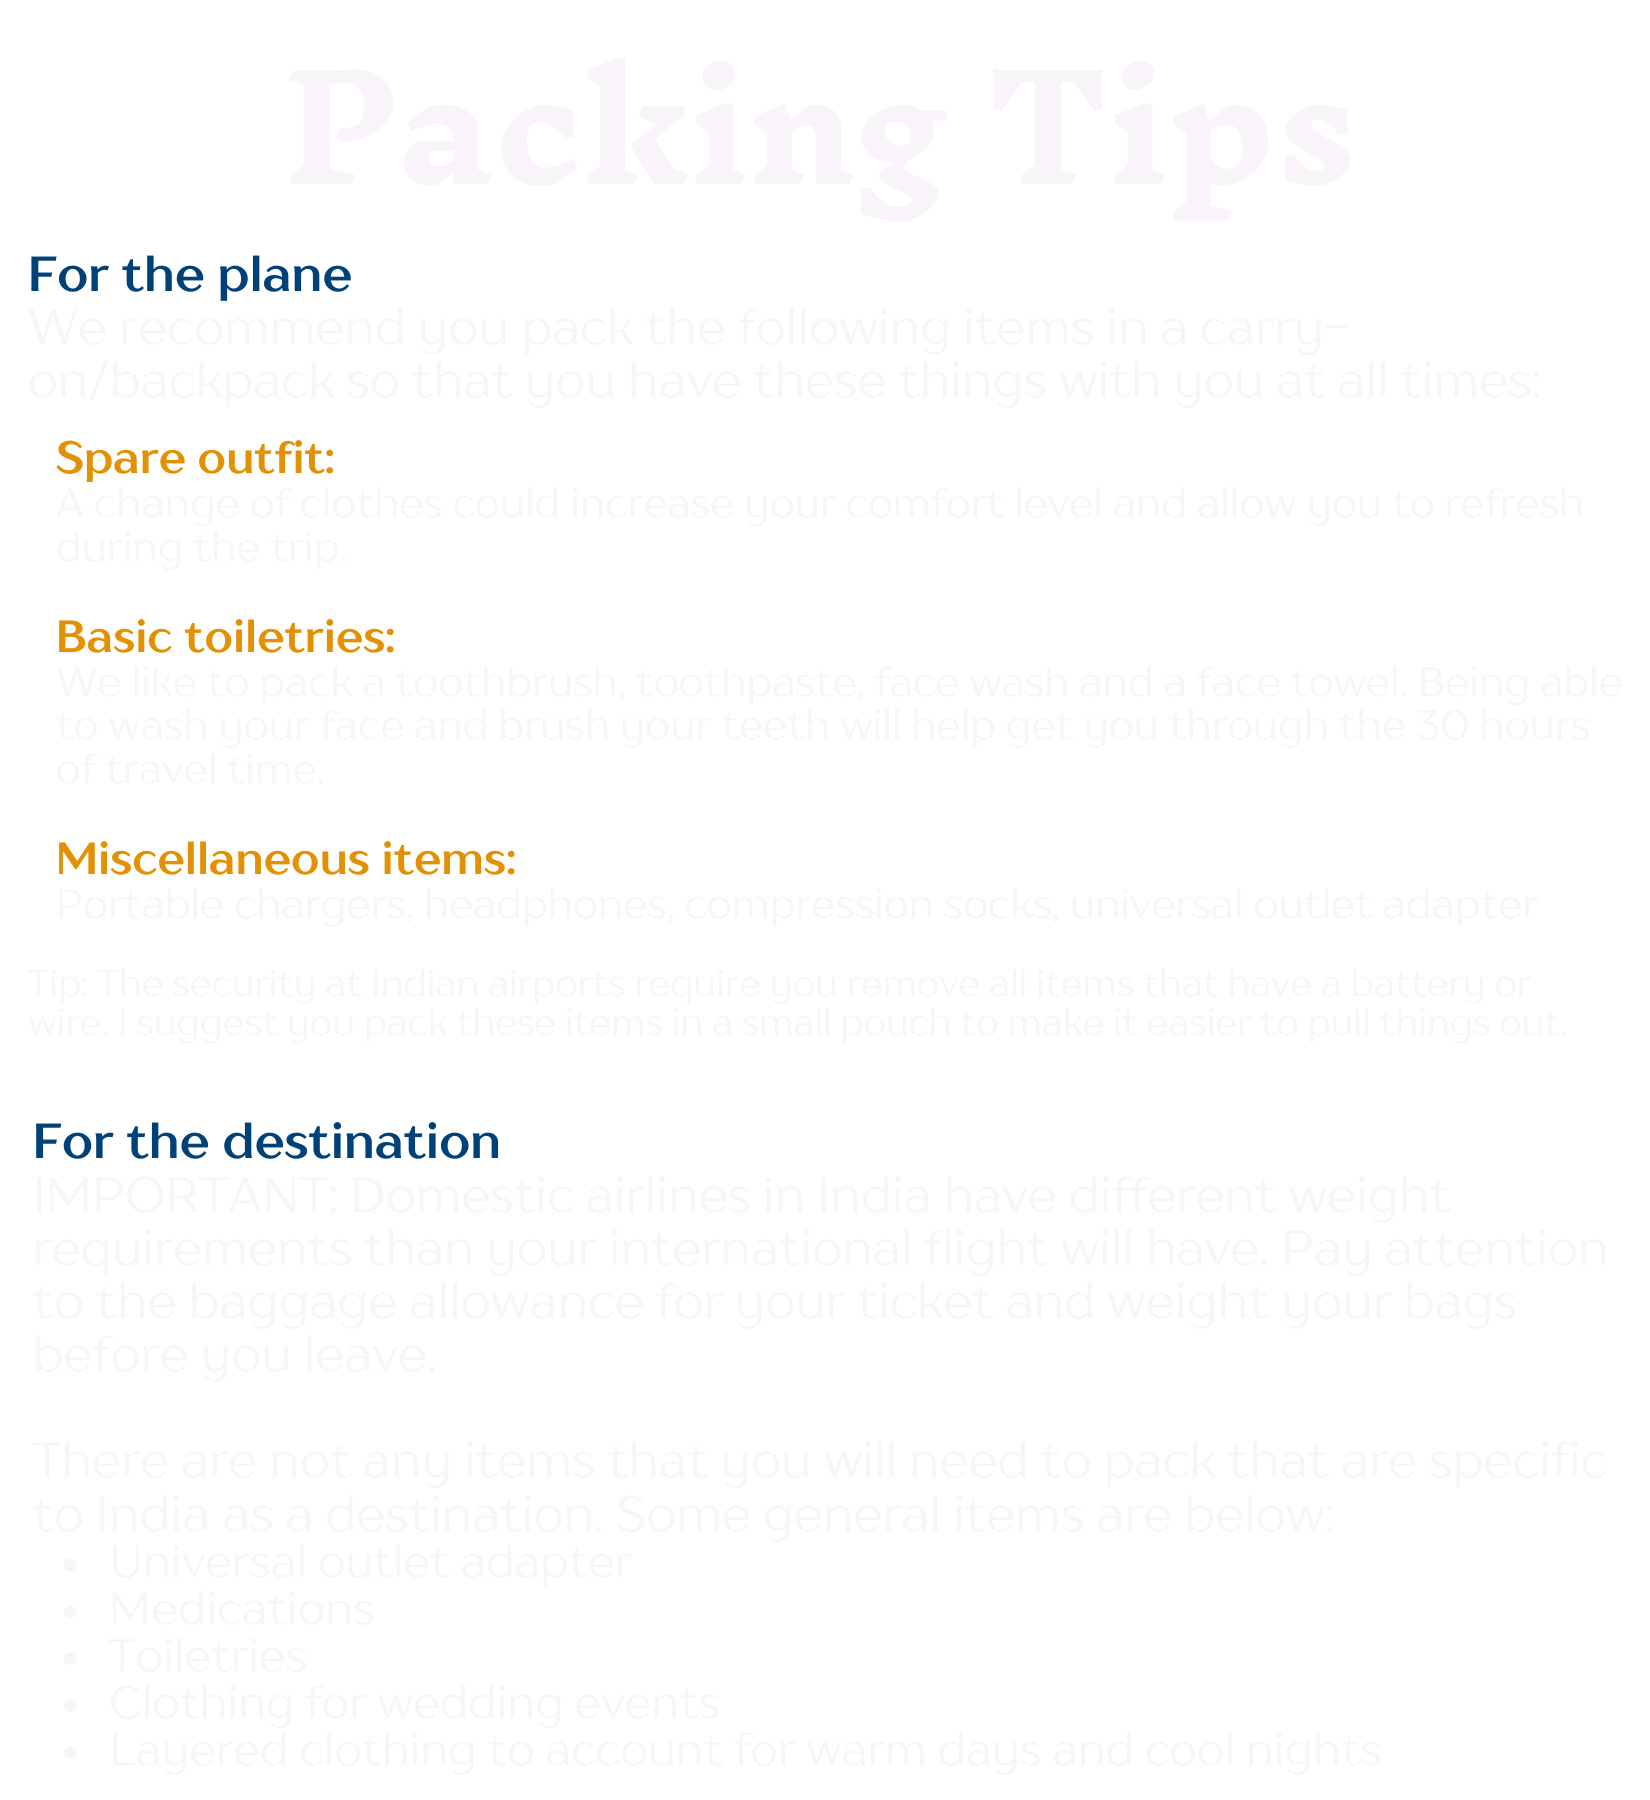 Packing Tips
For the plane
We recommend you pack the following items in a carry-
on/backpack so that you have these things with you at all times:
Spare outfit:
A change of clothes could increase your comfort level and allow you to refresh
during the trip.
Basic toiletries:
We like to pack a toothbrush, toothpaste, face wash and a face towel. Being able
to wash your face and brush your teeth will help get you through the 30 hours
of travel time.
Miscellaneous items:
Portable chargers, headphones, compression socks, universal outlet adapter
Tip: The security at Indian airports require you remove all items that have a battery or
wire. I suggest you pack these items in a small pouch to make it easier to pull things out.
For the destination
IMPORTANT: Domestic airlines in India have different weight
requirements than your international flight will have. Pay attention
to the baggage allowance for your ticket and weight your bags
before you leave.
There are not any items that you will need to pack that are specific
to India as a destination. Some general items are below:
• Universal outlet adapter
• Medications
• Toiletries
• Clothing for wedding events
• Layered clothing to account for warm days and cool nights